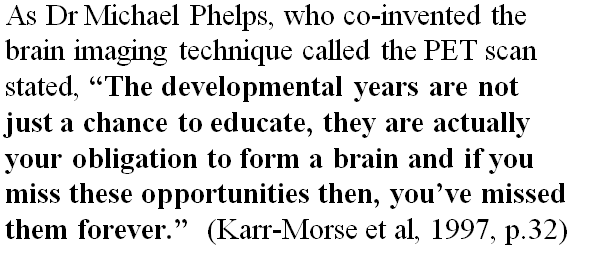 As Dr Michael Phelps, who co-invented the
brain imaging technique called the PET scan
stated, “The developmental years are not
just a chance to educate, they are actually
your obligation to form a brain and if you
miss these opportunities then, you’ve missed
them forever.” (Karr-Morse et al, 1997, p.32)